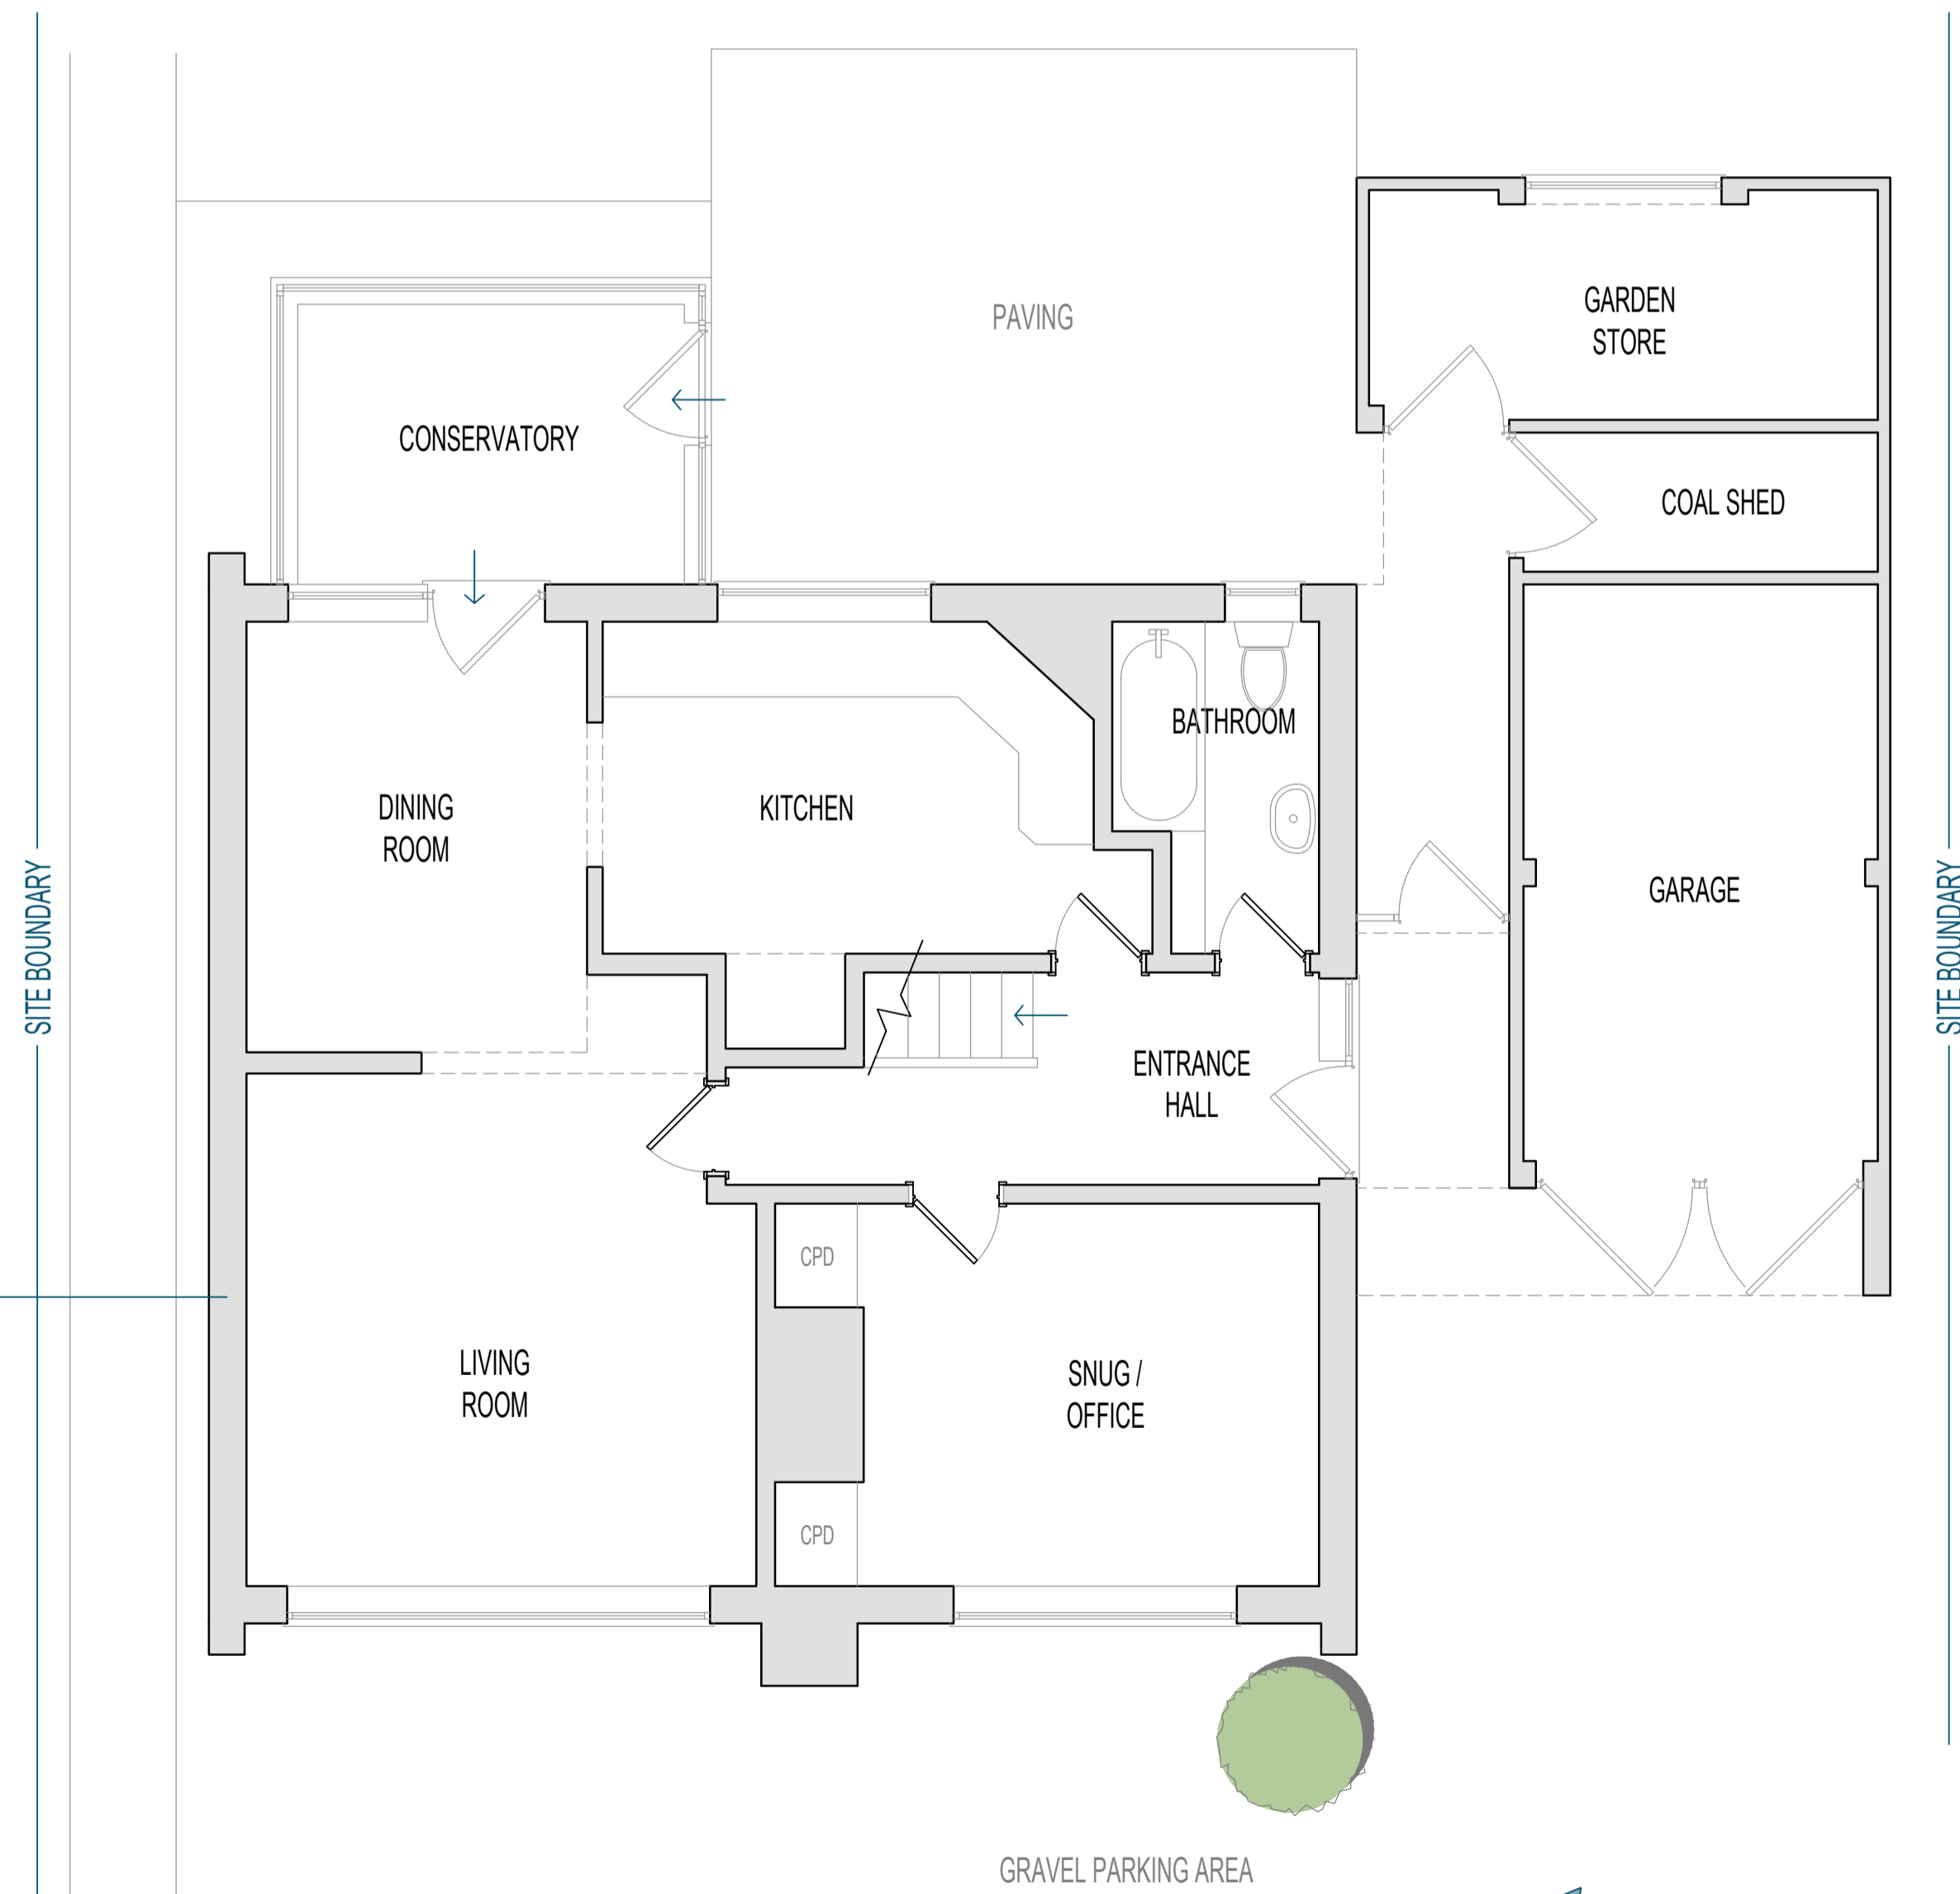 GARDEN
STORE
PAVING
CONSERVATORY
COAL SHED
BATHROOM
DINING
ROOM
KITCHEN
GARAGE
SITE BOUNDARY
SITE BOUNDARY
ENTRANCE
HALL
CPD
LIVING
ROOM
SNUG /
OFFICE
CPD
GRAVEL PARKING AREA